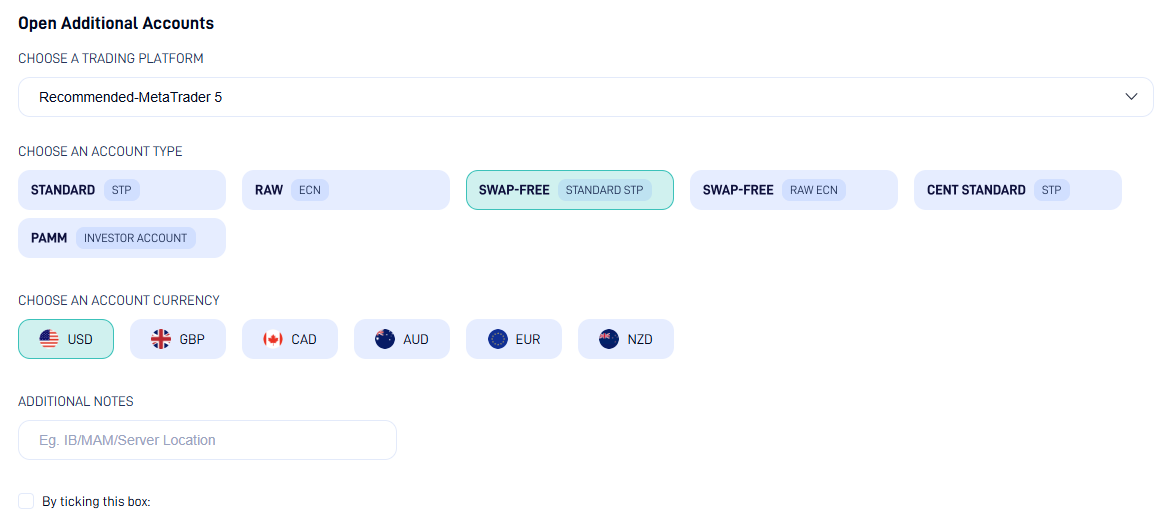 Open Additional Accounts
CHOOSE A TRADING PLATFORM
Recommended-MetaTrader 5
CHOOSE AN ACCOUNT TYPE
STANDARD STP RAW ECN SWAP-FREE STANDARD STP SWAP-FREE RAW ECN CENT STANDARD STP
PAMM INVESTOR ACCOUNT
CHOOSE AN ACCOUNT CURRENCY
USD GBP CAD AUD EUR NZD
ADDITIONAL NOTES
Eg. IB/MAM/Server Location
By ticking this box: